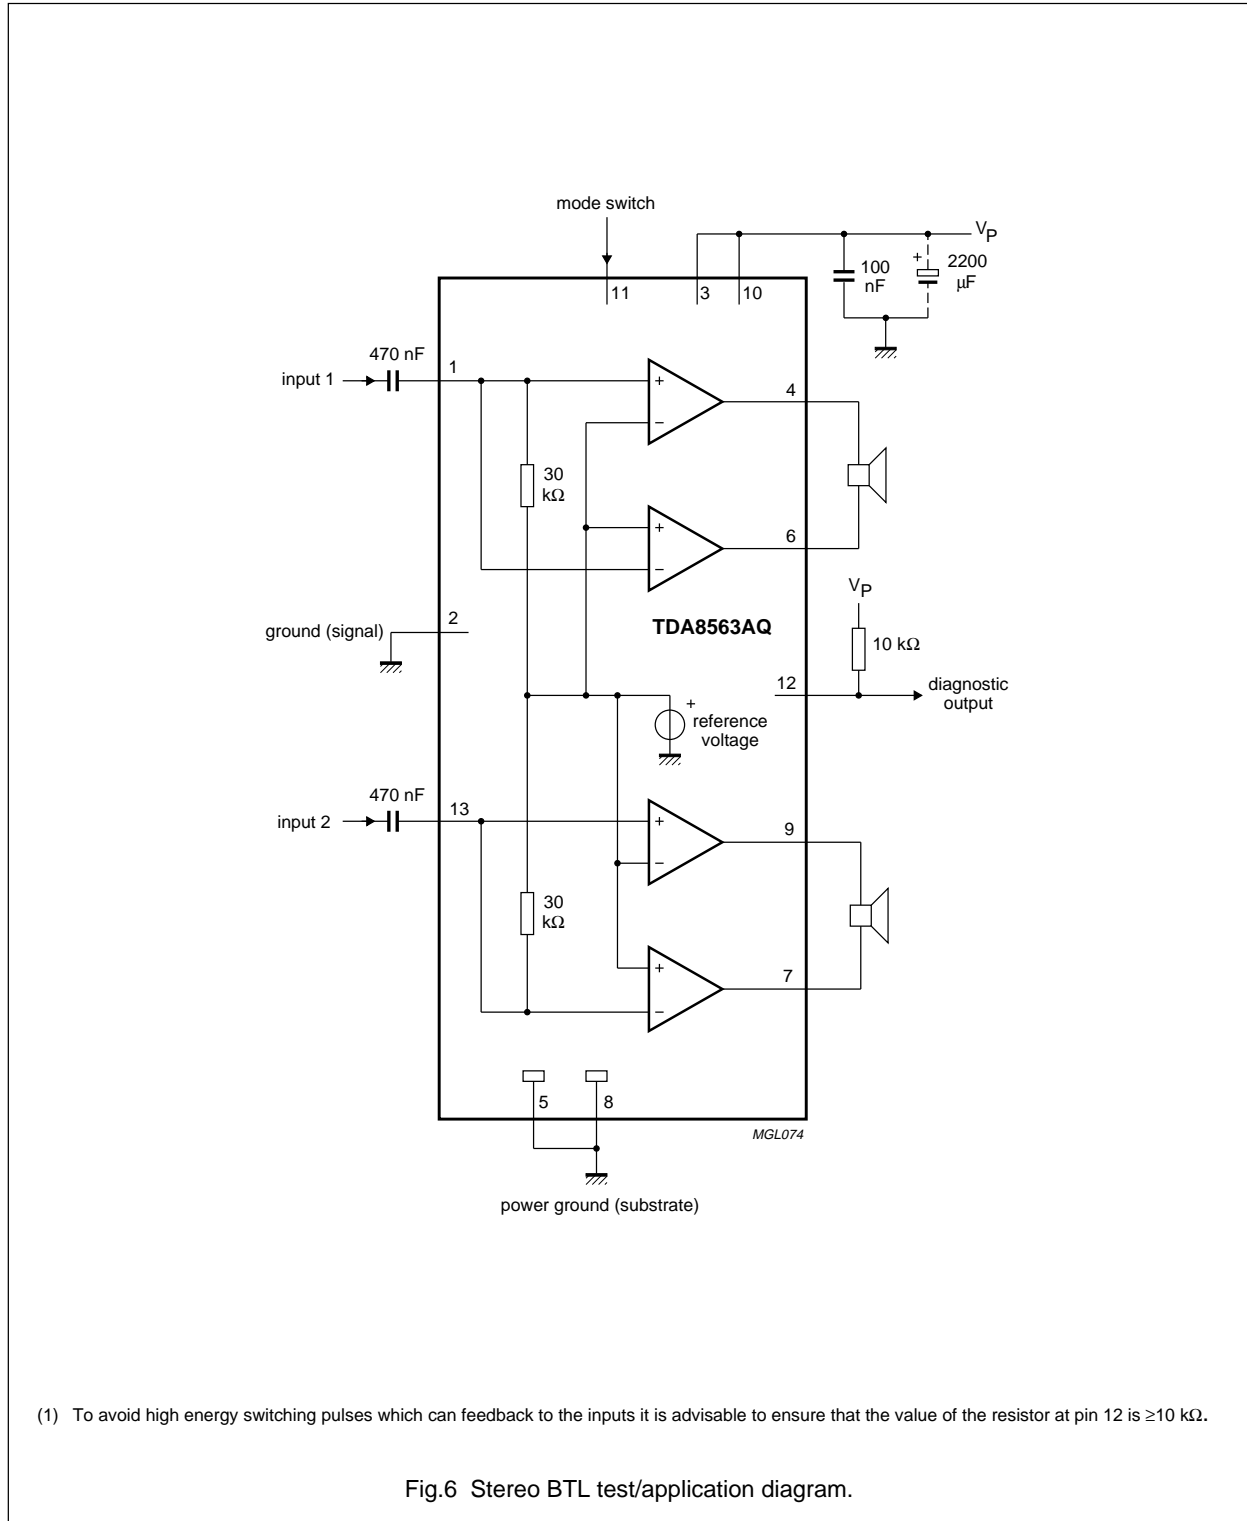 mode switch
V_P
100
nF
+
2200
µF
11
3
10
470 nF
input 1
1
+
−
4
30
kΩ
+
−
6
V_P
ground (signal)
2
TDA8563AQ
10 kΩ
12
diagnostic
output
+
reference
voltage
470 nF
input 2
13
+
−
9
30
kΩ
+
−
7
5
8
MGL074
power ground (substrate)
(1) To avoid high energy switching pulses which can feedback to the inputs it is advisable to ensure that the value of the resistor at pin 12 is ≥10 kΩ.
Fig.6 Stereo BTL test/application diagram.